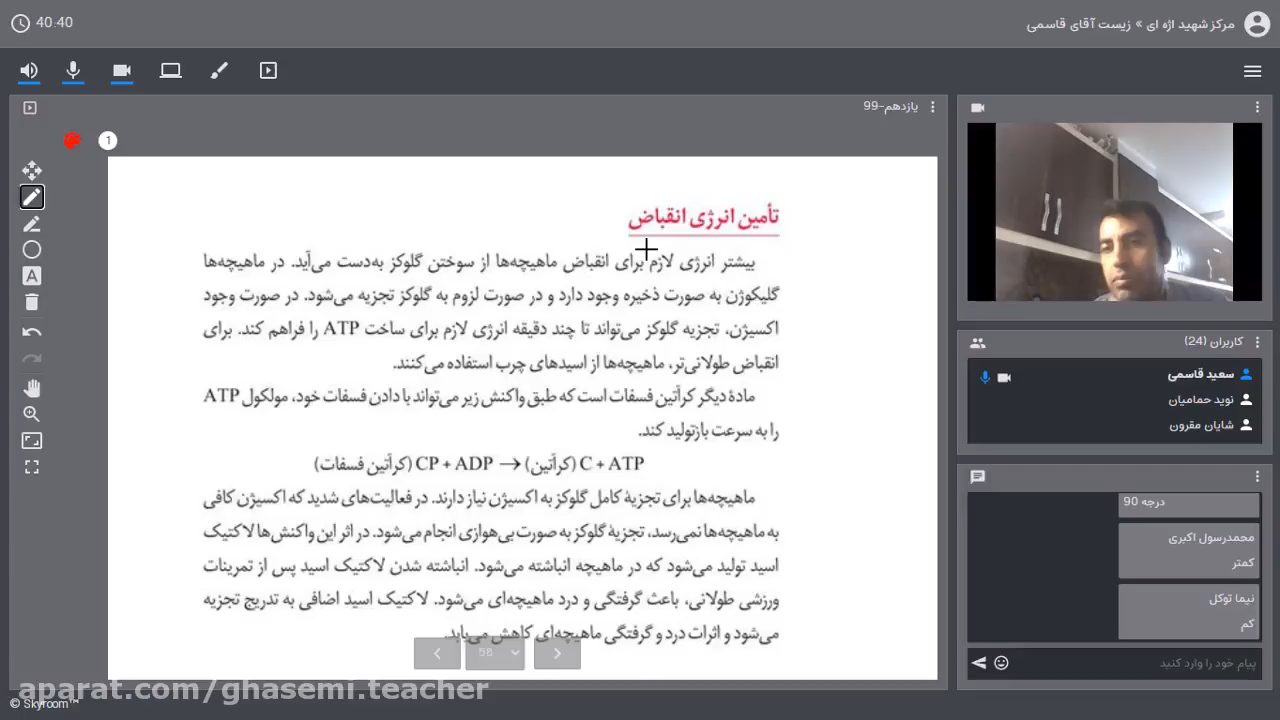 40:40
مرکز شهید اژه ای » زیست آقای قاسمی
یازدهم-99
1
تأمین انرژی انقباض
بیشتر انرژی لازم برای انقباض ماهیچه‌ها از سوختن گلوکز به‌دست می‌آید. در ماهیچه‌ها
گلیکوژن به صورت ذخیره وجود دارد و در صورت لزوم به گلوکز تجزیه می‌شود. در صورت وجود
اکسیژن، تجزیه گلوکز می‌تواند تا چند دقیقه انرژی لازم برای ساخت ATP را فراهم کند. برای
انقباض طولانی‌تر، ماهیچه‌ها از اسیدهای چرب استفاده می‌کنند.
مادهٔ دیگر کرآتین فسفات است که طبق واکنش زیر می‌تواند با دادن فسفات خود، مولکول ATP
را به سرعت بازتولید کند.
(کرآتین فسفات) CP + ADP → (کرآتین) C + ATP
ماهیچه‌ها برای تجزیهٔ کامل گلوکز به اکسیژن نیاز دارند. در فعالیت‌های شدید که اکسیژن کافی
به ماهیچه‌ها نمی‌رسد، تجزیهٔ گلوکز به صورت بی‌هوازی انجام می‌شود. در اثر این واکنش‌ها لاکتیک
اسید تولید می‌شود که در ماهیچه انباشته می‌شود. انباشته شدن لاکتیک اسید پس از تمرینات
ورزشی طولانی، باعث گرفتگی و درد ماهیچه‌ای می‌شود. لاکتیک اسید اضافی به تدریج تجزیه
می‌شود و اثرات درد و گرفتگی ماهیچه‌ای کاهش می‌یابد.
58
کاربران (24)
سعید قاسمی
نوید حمامیان
شایان مقرون
درجه 90
محمدرسول اکبری
کمتر
نیما توکل
کم
پیام خود را وارد کنید
aparat.com/ghasemi.teacher
© Skyroom™